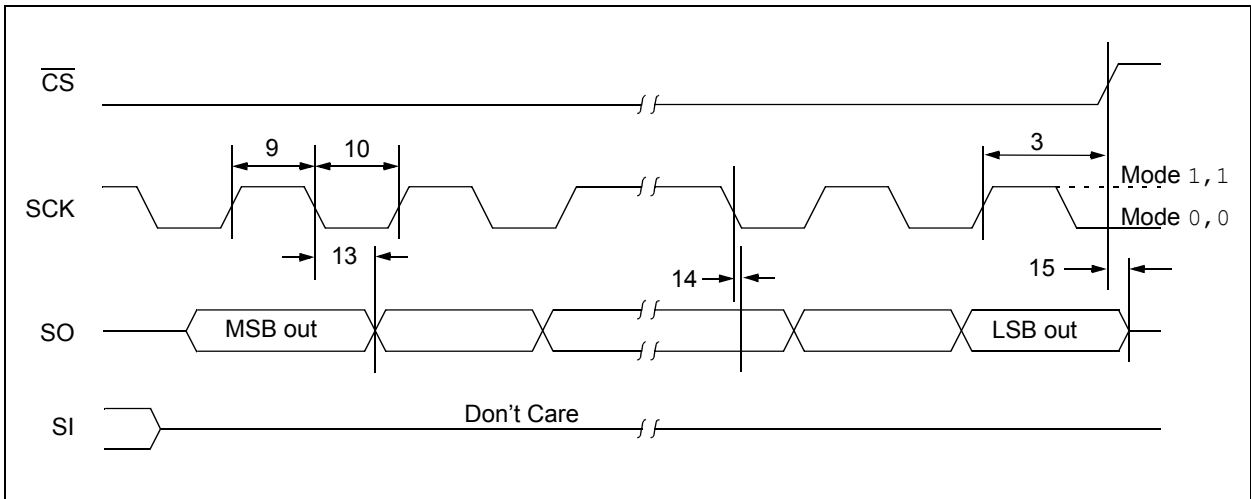 CS
9
10
3
Mode 1,1
SCK
Mode 0,0
13
14
15
SO
MSB out
LSB out
Don't Care
SI